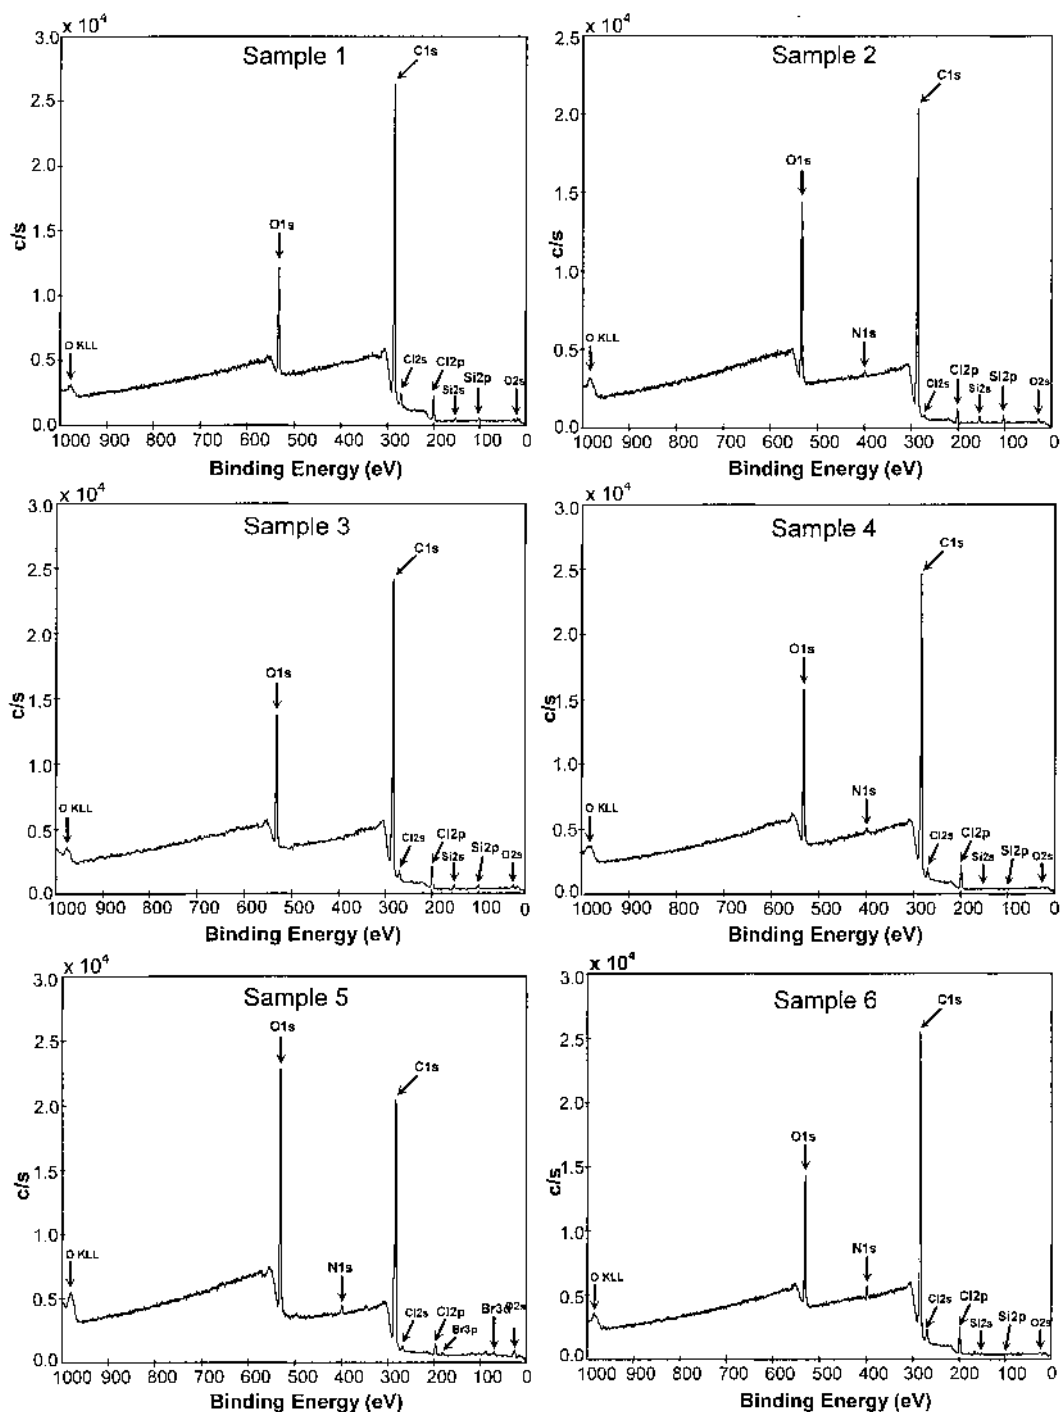 x 10⁴
3.0
Sample 1
C1s
2.5
2.0
O1s
1.5
c/s
1.0
O KLL
0.5
Cl2s
Cl2p
Si2s
Si2p
O2s
0.0
1000 900 800 700 600 500 400 300 200 100 0
Binding Energy (eV)
x 10⁴
2.5
Sample 2
C1s
2.0
O1s
1.5
c/s
1.0
N1s
O KLL
0.5
Cl2s
Cl2p
Si2s
Si2p
O2s
0.0
1000 900 800 700 600 500 400 300 200 100 0
Binding Energy (eV)
x 10⁴
3.0
Sample 3
C1s
2.5
2.0
O1s
1.5
c/s
1.0
O KLL
0.5
Cl2s
Cl2p
Si2s
Si2p
O2s
0.0
1000 900 800 700 600 500 400 300 200 100 0
Binding Energy (eV)
x 10⁴
3.0
Sample 4
C1s
2.5
2.0
O1s
1.5
c/s
1.0
N1s
O KLL
0.5
Cl2s
Cl2p
Si2s
Si2p
O2s
0.0
1000 900 800 700 600 500 400 300 200 100 0
Binding Energy (eV)
x 10⁴
3.0
Sample 5
O1s
2.5
C1s
2.0
1.5
c/s
1.0
O KLL
N1s
0.5
Cl2s
Cl2p
Br3p
Br3d
O2s
0.0
1000 900 800 700 600 500 400 300 200 100 0
Binding Energy (eV)
x 10⁴
3.0
Sample 6
C1s
2.5
2.0
O1s
1.5
c/s
1.0
N1s
O KLL
0.5
Cl2s
Cl2p
Si2s
Si2p
O2s
0.0
1000 900 800 700 600 500 400 300 200 100 0
Binding Energy (eV)